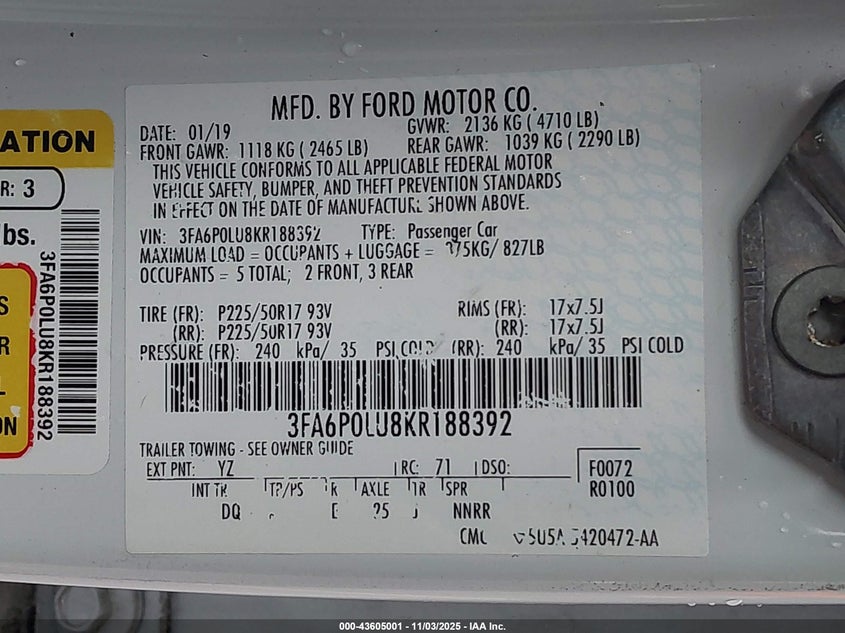 MFD. BY FORD MOTOR CO.
DATE: 01/19 GVWR: 2136 KG ( 4710 LB)
FRONT GAWR: 1118 KG ( 2465 LB) REAR GAWR: 1039 KG ( 2290 LB)
THIS VEHICLE CONFORMS TO ALL APPLICABLE FEDERAL MOTOR
VEHICLE SAFETY, BUMPER, AND THEFT PREVENTION STANDARDS
IN EFFECT ON THE DATE OF MANUFACTURE SHOWN ABOVE.
VIN: 3FA6P0LU8KR188392 TYPE: Passenger Car
MAXIMUM LOAD = OCCUPANTS + LUGGAGE = 375KG/ 827LB
OCCUPANTS = 5 TOTAL; 2 FRONT, 3 REAR
TIRE (FR): P225/50R17 93V RIMS (FR): 17x7.5J
(RR): P225/50R17 93V (RR): 17x7.5J
PRESSURE (FR): 240 kPa/ 35 PSI COLD (RR): 240 kPa/ 35 PSI COLD
3FA6P0LU8KR188392
TRAILER TOWING - SEE OWNER GUIDE
EXT PNT: YZ RC: 71 DSO: F0072
INT TR TP/PS R AXLE TR SPR R0100
DQ E NNRR
ATION
R: 3
bs.
3FA6P0LU8KR188392
S
R
L
ON
000-43605001 - 11/03/2025 - IAA Inc.